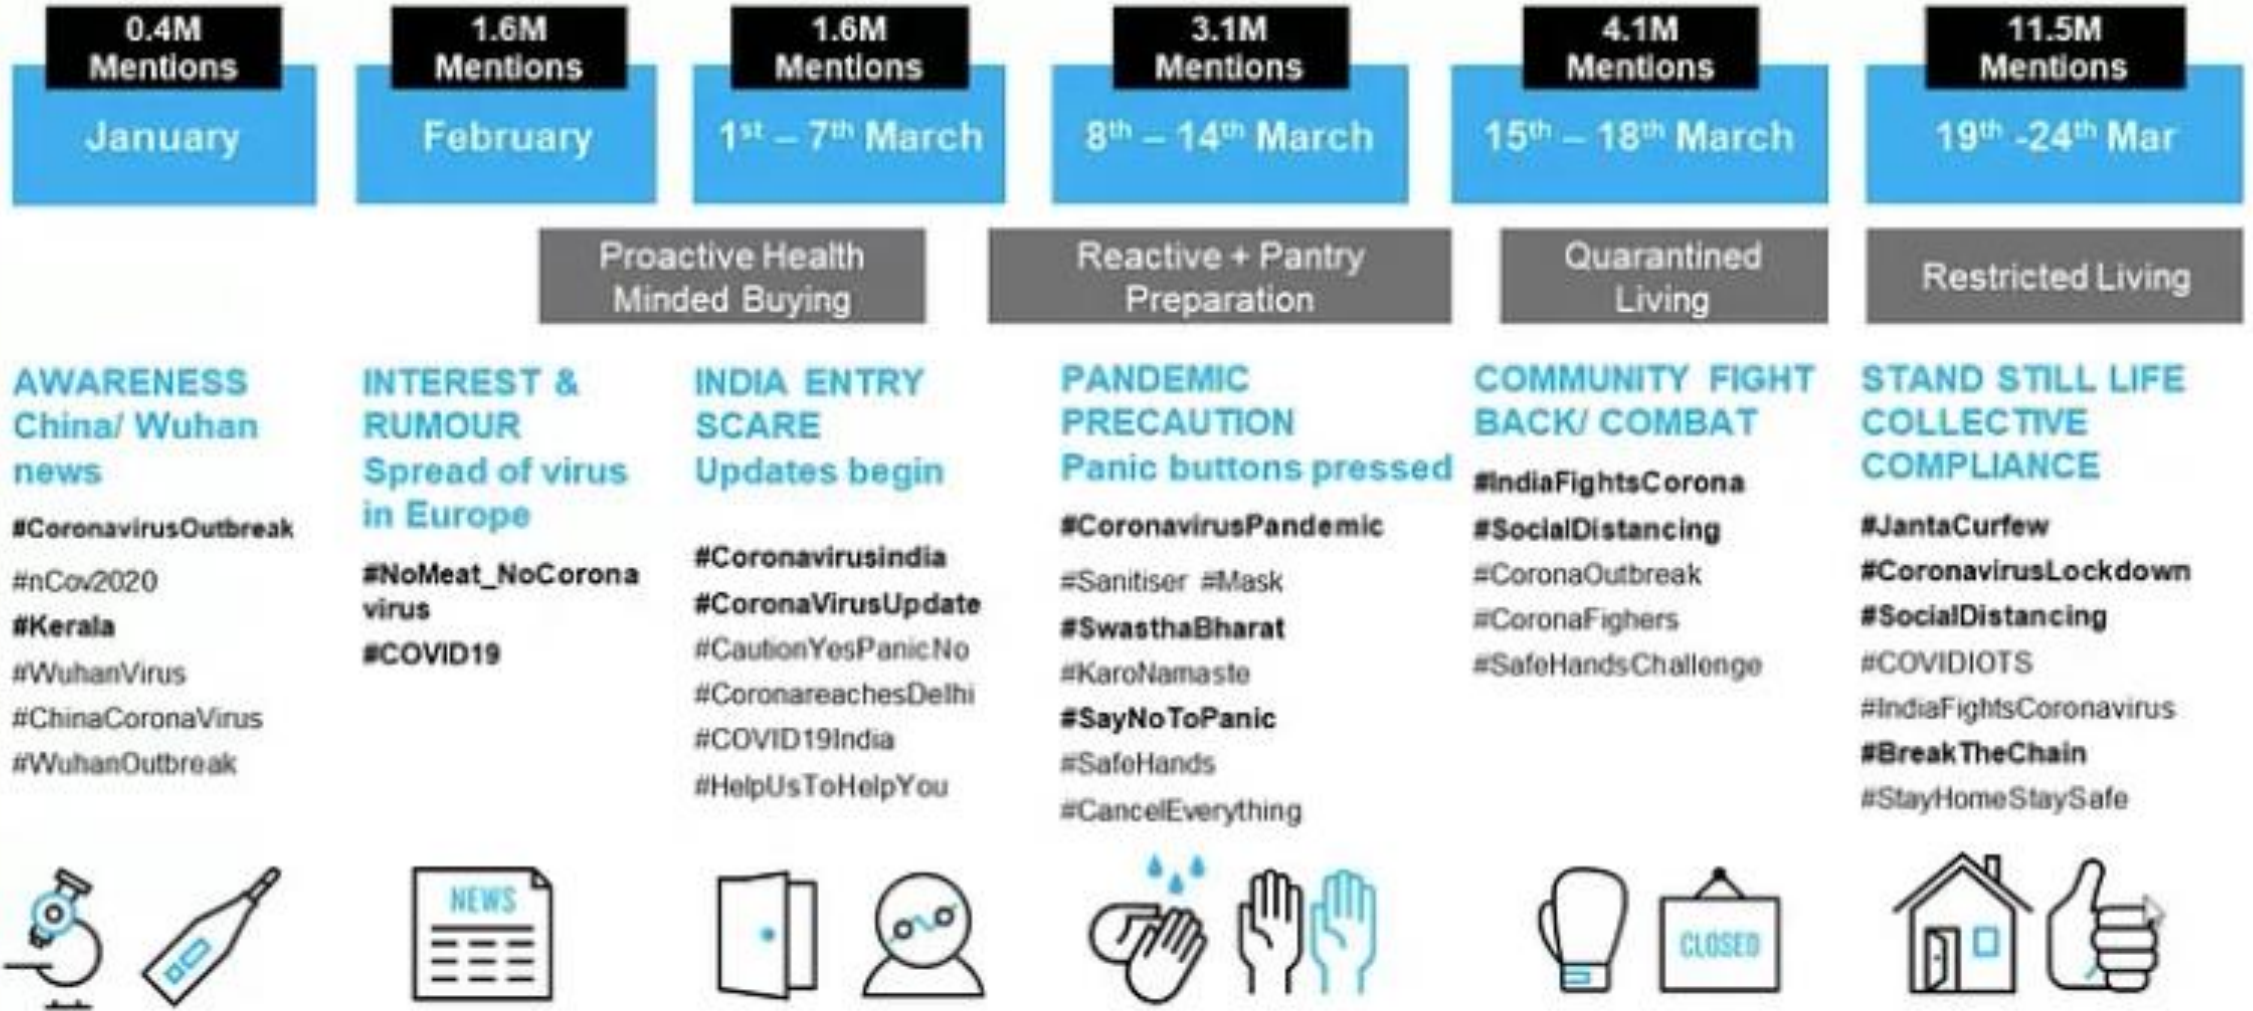 0.4M
Mentions
January
1.6M
Mentions
February
1.6M
Mentions
1st – 7th March
3.1M
Mentions
8th – 14th March
4.1M
Mentions
15th – 18th March
11.5M
Mentions
19th -24th Mar
Proactive Health
Minded Buying
Reactive + Pantry
Preparation
Quarantined
Living
Restricted Living
AWARENESS
China/ Wuhan
news
#CoronavirusOutbreak
#nCov2020
#Kerala
#WuhanVirus
#ChinaCoronaVirus
#WuhanOutbreak
INTEREST &
RUMOUR
Spread of virus
in Europe
#NoMeat_NoCorona
virus
#COVID19
INDIA ENTRY
SCARE
Updates begin
#Coronavirusindia
#CoronaVirusUpdate
#CautionYesPanicNo
#CoronareachesDelhi
#COVID19India
#HelpUsToHelpYou
PANDEMIC
PRECAUTION
Panic buttons pressed
#CoronavirusPandemic
#Sanitiser #Mask
#SwasthaBharat
#KaroNamaste
#SayNoToPanic
#SafeHands
#CancelEverything
COMMUNITY FIGHT
BACK/ COMBAT
#IndiaFightsCorona
#SocialDistancing
#CoronaOutbreak
#CoronaFighers
#SafeHandsChallenge
STAND STILL LIFE
COLLECTIVE
COMPLIANCE
#JantaCurfew
#CoronavirusLockdown
#SocialDistancing
#COVIDIOTS
#IndiaFightsCoronavirus
#BreakTheChain
#StayHomeStaySafe
NEWS
CLOSED